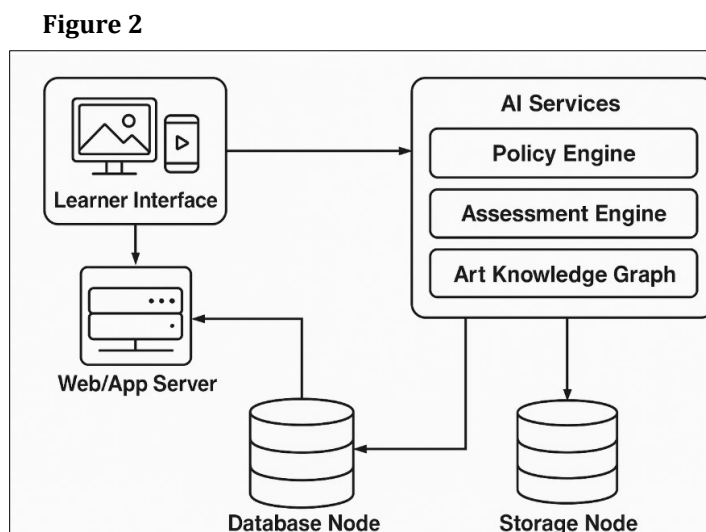 Figure 2
Learner Interface
AI Services
Policy Engine
Assessment Engine
Art Knowledge Graph
Web/App Server
Database Node
Storage Node